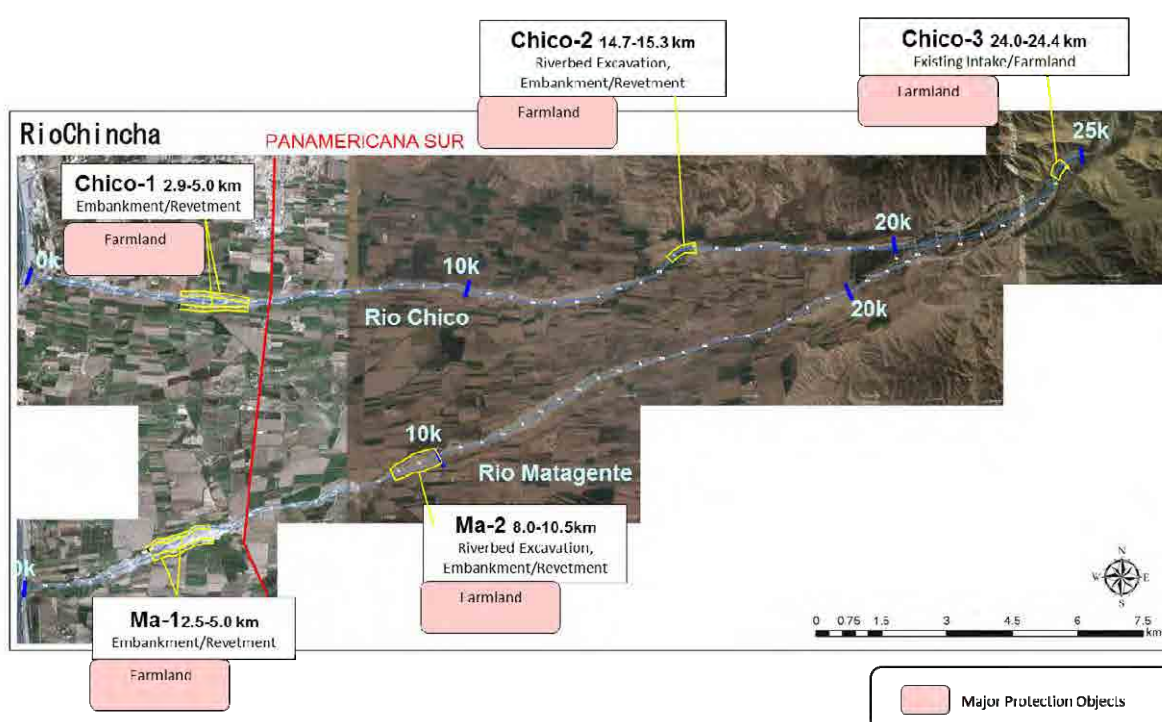 Chico-2 14.7-15.3 km
Riverbed Excavation,
Embankment/Revetment
Farmland
Chico-3 24.0-24.4 km
Existing Intake/Farmland
Farmland
RioChincha
PANAMERICANA SUR
25k
Chico-1 2.9-5.0 km
Embankment/Revetment
Farmland
0k
10k
20k
Rio Chico
20k
10k
Rio Matagente
Ma-2 8.0-10.5km
Riverbed Excavation,
Embankment/Revetment
Farmland
0k
Ma-1 2.5-5.0 km
Embankment/Revetment
Farmland
N
W E
S
0 0.75 1.5 3 4.5 6 7.5
km
Major Protection Objects